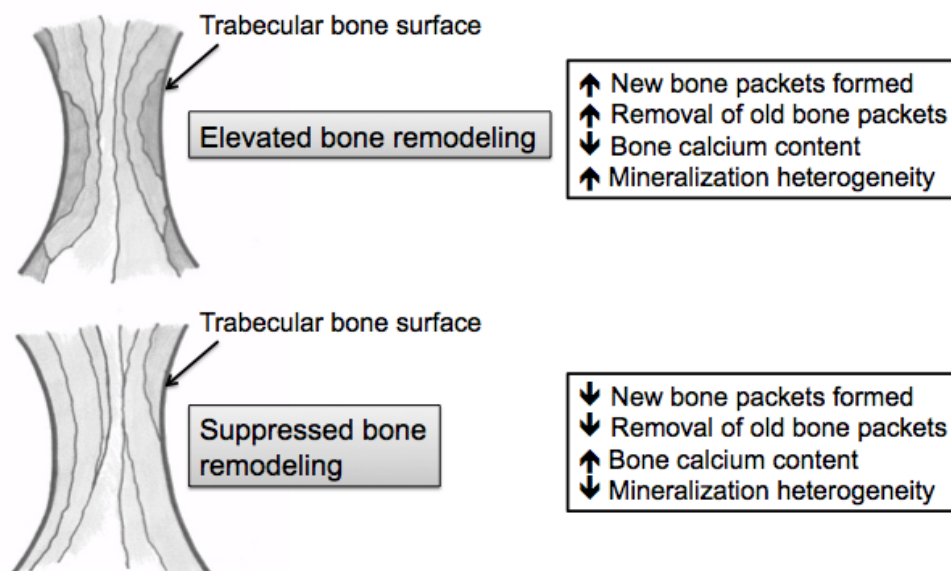 Trabecular bone surface
Elevated bone remodeling
↑ New bone packets formed
↑ Removal of old bone packets
↓ Bone calcium content
↑ Mineralization heterogeneity
Trabecular bone surface
Suppressed bone
remodeling
↓ New bone packets formed
↓ Removal of old bone packets
↑ Bone calcium content
↓ Mineralization heterogeneity